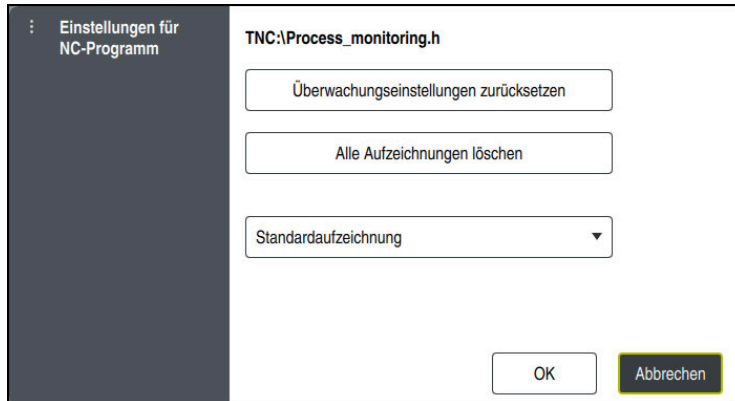 Einstellungen für
NC-Programm
TNC:\Process_monitoring.h
Überwachungseinstellungen zurücksetzen
Alle Aufzeichnungen löschen
Standardaufzeichnung
OK
Abbrechen